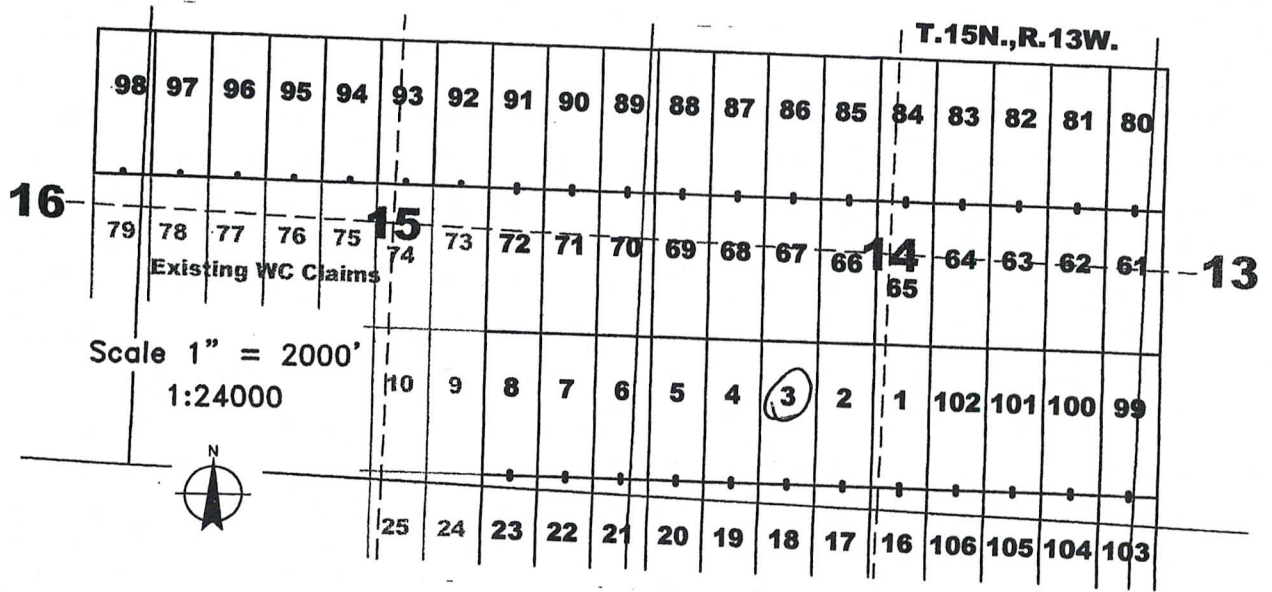 T.15N.,R.13W.
98 97 96 95 94 93 92 91 90 89 88 87 86 85 84 83 82 81 80
16 15 14 13
79 78 77 76 75 74 73 72 71 70 69 68 67 66 65 64 63 62 61
Existing WC Claims
Scale 1" = 2000'
1:24000
10 9 8 7 6 5 4 3 2 1 102 101 100 99
N
25 24 23 22 21 20 19 18 17 16 106 105 104 103